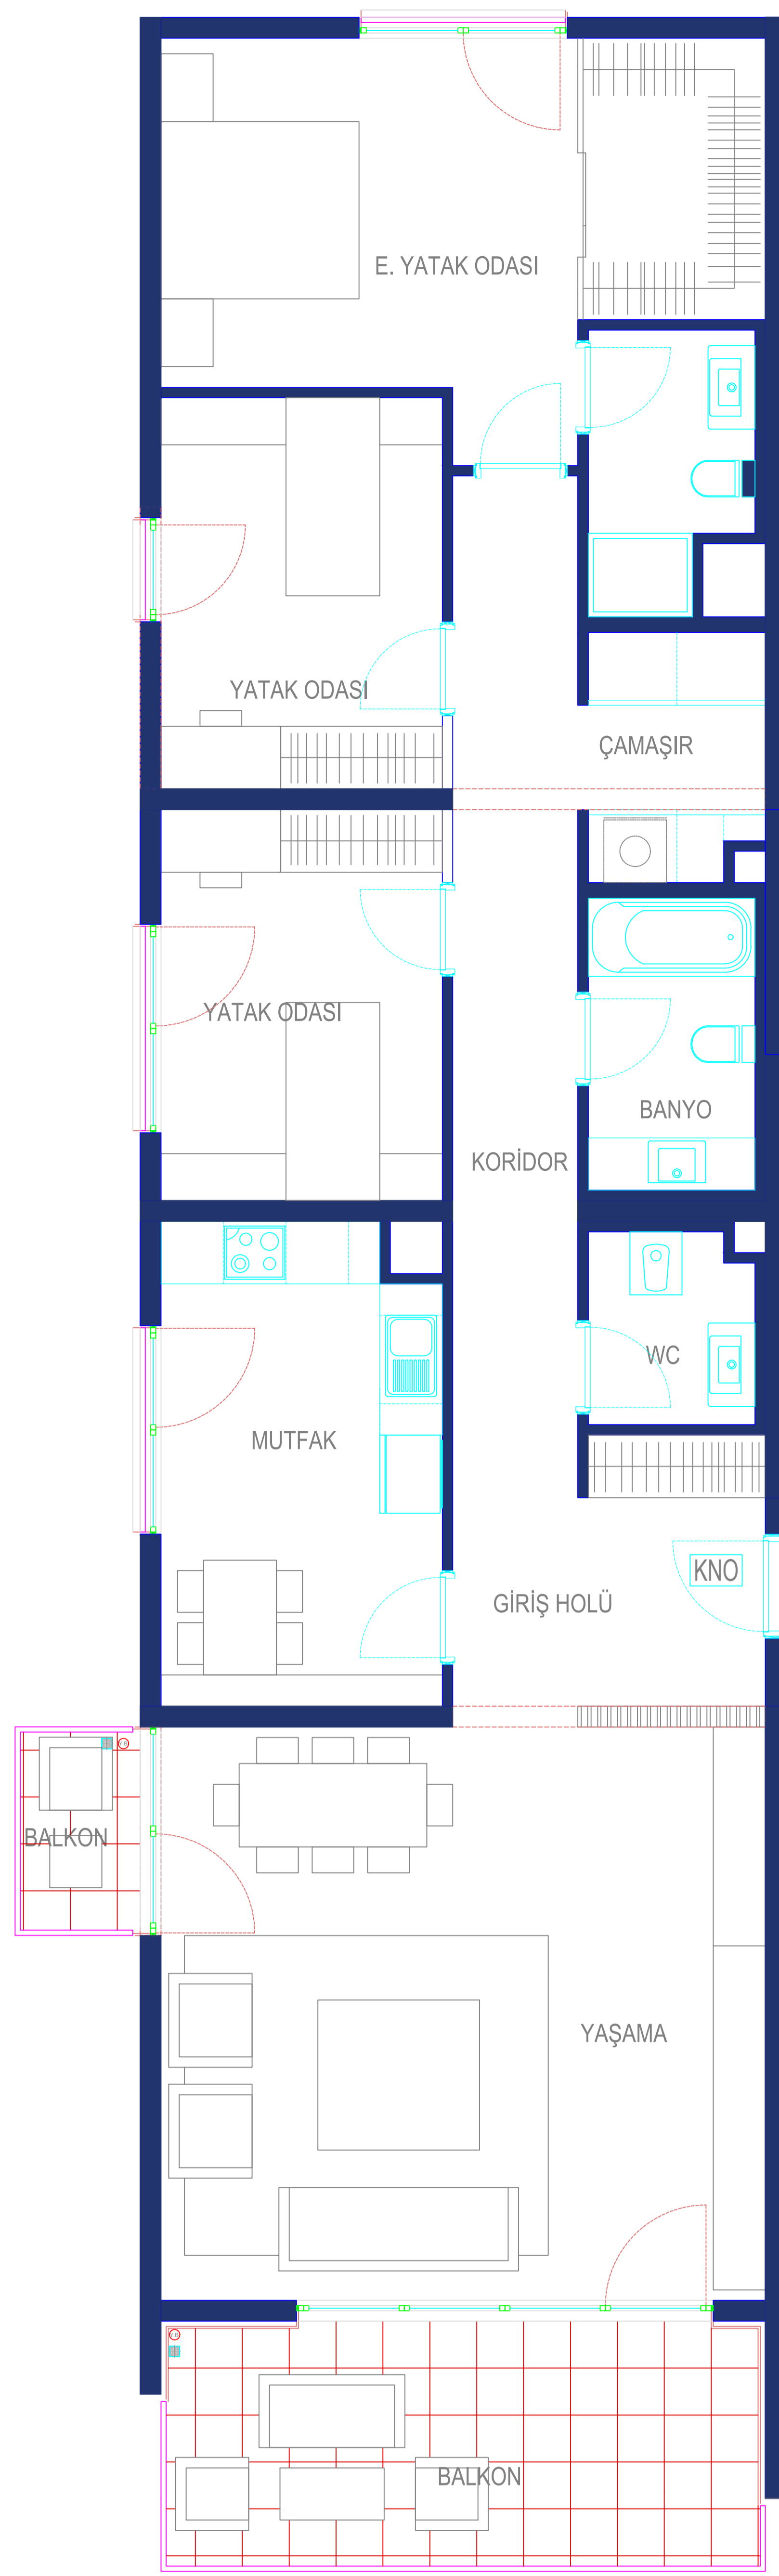 E. YATAK ODASI
YATAK ODASI
ÇAMAŞIR
YATAK ODASI
BANYO
KORİDOR
WC
MUTFAK
KNO
GİRİŞ HOLÜ
BALKON
YAŞAMA
BALKON